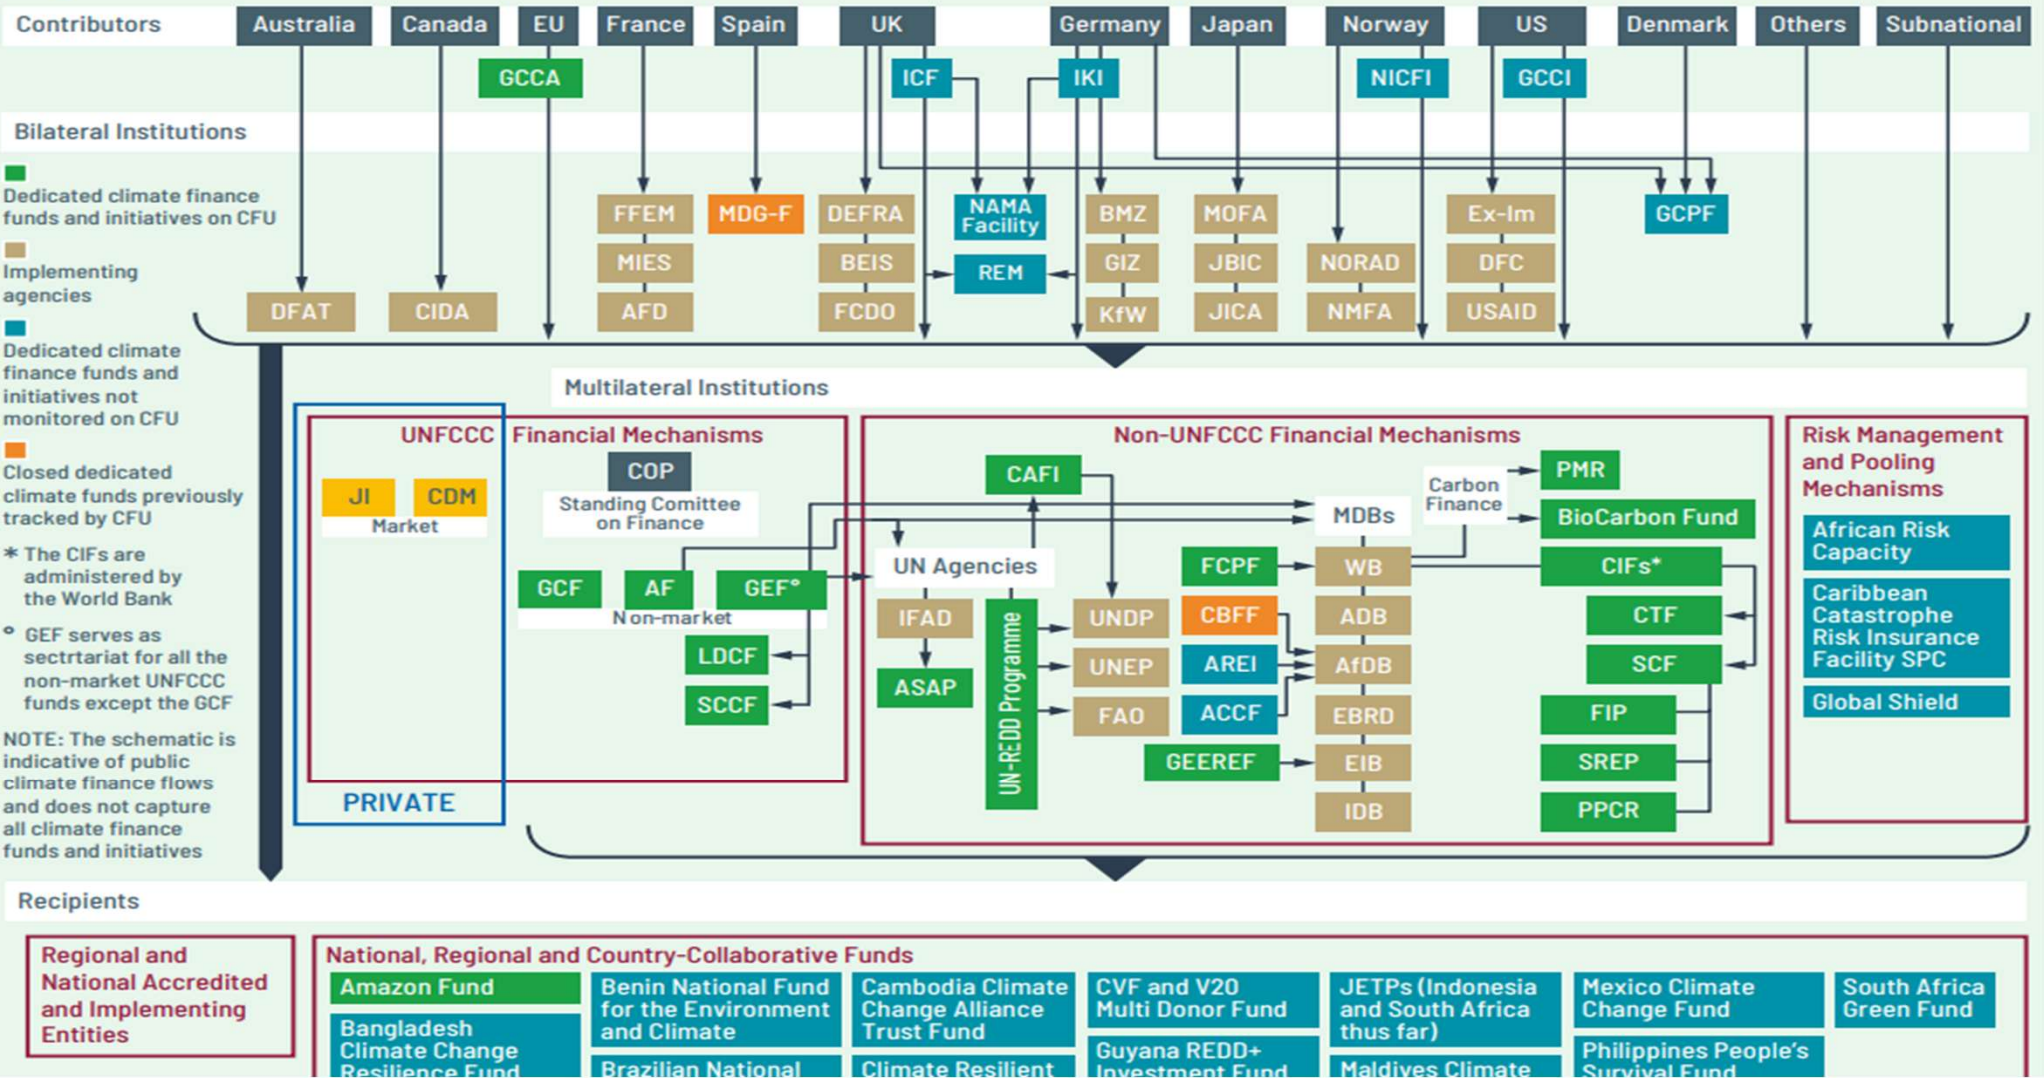 Contributors
Australia
Canada
EU
France
Spain
UK
Germany
Japan
Norway
US
Denmark
Others
Subnational
GCCA
ICF
IKI
NICFI
GCCI
Bilateral Institutions
Dedicated climate finance
funds and initiatives on CFU
Implementing
agencies
Dedicated climate
finance funds and
initiatives not
monitored on CFU
Closed dedicated
climate funds previously
tracked by CFU
* The CIFs are
administered by
the World Bank
° GEF serves as
sectrtariat for all the
non-market UNFCCC
funds except the GCF
NOTE: The schematic is
indicative of public
climate finance flows
and does not capture
all climate finance
funds and initiatives
DFAT
CIDA
FFEM
MIES
AFD
MDG-F
DEFRA
BEIS
FCDO
NAMA
Facility
REM
BMZ
GIZ
KfW
MOFA
JBIC
JICA
NORAD
NMFA
Ex-Im
DFC
USAID
GCPF
Multilateral Institutions
UNFCCC Financial Mechanisms
COP
Standing Comittee
on Finance
JI
CDM
Market
GCF
AF
GEF°
Non-market
LDCF
SCCF
PRIVATE
Non-UNFCCC Financial Mechanisms
CAFI
UN Agencies
IFAD
ASAP
UN-REDD Programme
UNDP
UNEP
FAO
FCPF
CBFF
AREI
ACCF
GEEREF
MDBs
WB
ADB
AfDB
EBRD
EIB
IDB
Carbon
Finance
PMR
BioCarbon Fund
CIFs*
CTF
SCF
FIP
SREP
PPCR
Risk Management
and Pooling
Mechanisms
African Risk
Capacity
Caribbean
Catastrophe
Risk Insurance
Facility SPC
Global Shield
Recipients
Regional and
National Accredited
and Implementing
Entities
National, Regional and Country-Collaborative Funds
Amazon Fund
Bangladesh
Climate Change
Resilience Fund
Benin National Fund
for the Environment
and Climate
Brazilian National
Cambodia Climate
Change Alliance
Trust Fund
Climate Resilient
CVF and V20
Multi Donor Fund
Guyana REDD+
Investment Fund
JETPs (Indonesia
and South Africa
thus far)
Maldives Climate
Mexico Climate
Change Fund
Philippines People's
Survival Fund
South Africa
Green Fund